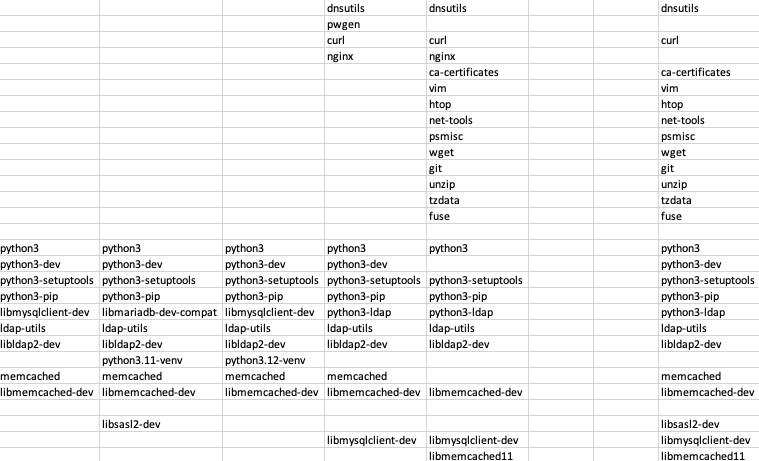 dnsutils dnsutils dnsutils
pwgen
curl curl curl
nginx nginx
ca-certificates ca-certificates
vim vim
htop htop
net-tools net-tools
psmisc psmisc
wget wget
git git
unzip unzip
tzdata tzdata
fuse fuse
python3 python3 python3 python3 python3 python3
python3-dev python3-dev python3-dev python3-dev python3-dev
python3-setuptools python3-setuptools python3-setuptools python3-setuptools python3-setuptools python3-setuptools
python3-pip python3-pip python3-pip python3-pip python3-pip python3-pip
libmysqlclient-dev libmariadb-dev-compat libmysqlclient-dev python3-ldap python3-ldap python3-ldap
ldap-utils ldap-utils ldap-utils ldap-utils ldap-utils ldap-utils
libldap2-dev libldap2-dev libldap2-dev libldap2-dev libldap2-dev libldap2-dev
python3.11-venv python3.12-venv
memcached memcached memcached memcached memcached
libmemcached-dev libmemcached-dev libmemcached-dev libmemcached-dev libmemcached-dev libmemcached-dev
libsasl2-dev libsasl2-dev
libmysqlclient-dev libmysqlclient-dev libmysqlclient-dev
libmemcached11 libmemcached11